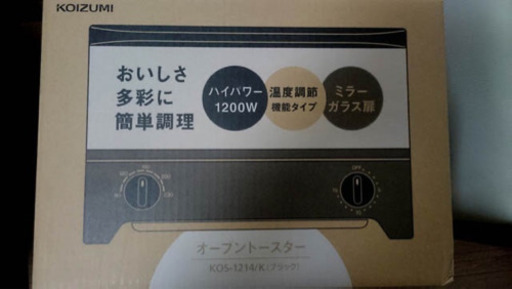 KOIZUMI
おいしさ
多彩に
簡単調理
ハイパワー
1200W
温度調節
機能タイプ
ミラー
ガラス扉
OFF
オーブントースター
KOS-1214/K(ブラック)